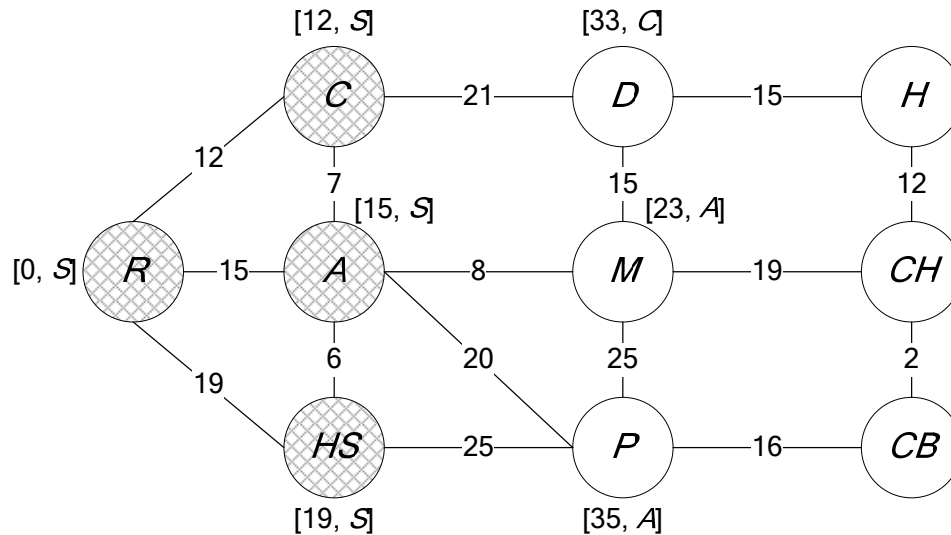 [12, S]
[33, C]
C
21
D
15
H
12
7
15
12
[15, S]
[23, A]
[0, S]
R
15
A
8
M
19
CH
6
20
25
2
19
HS
25
P
16
CB
[19, S]
[35, A]